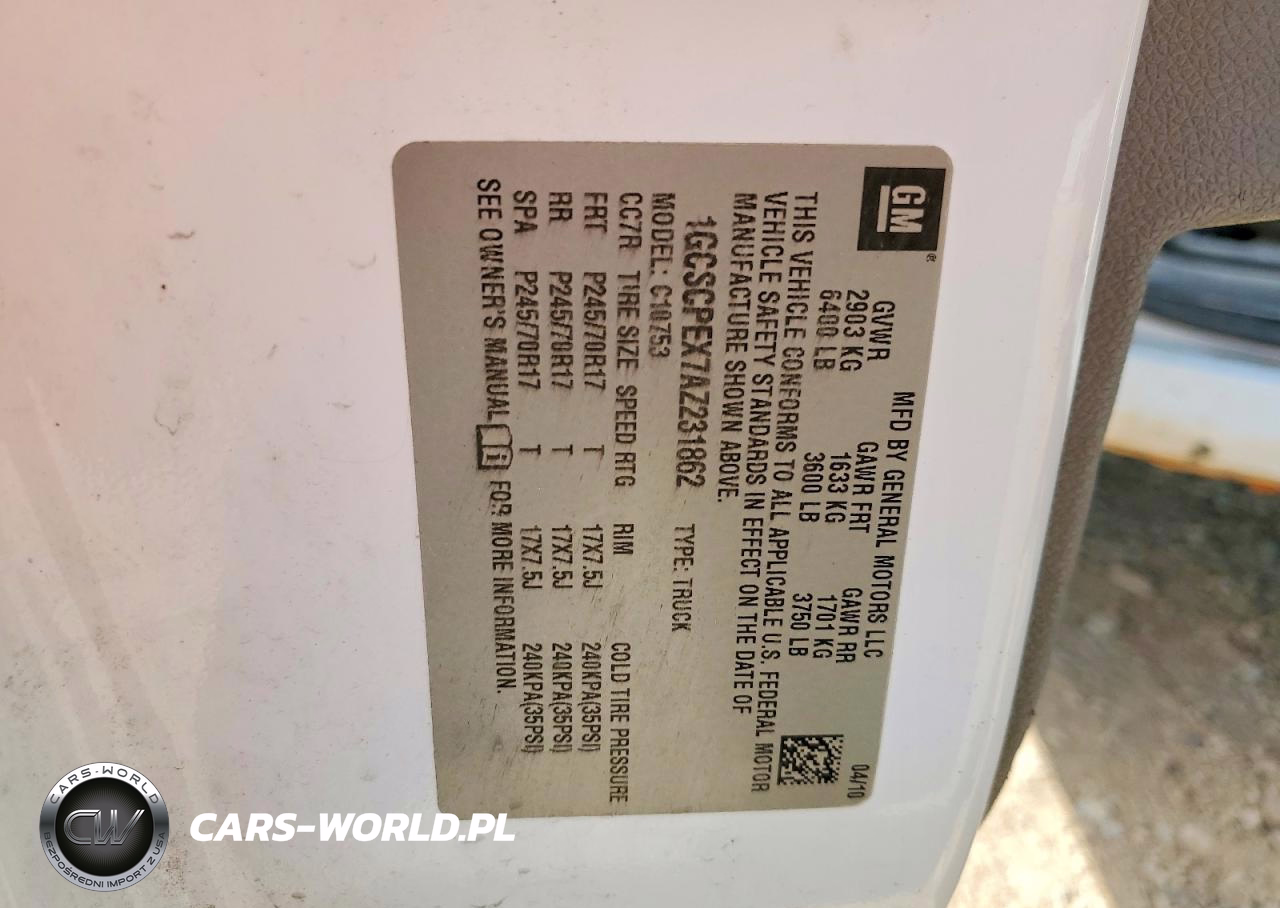 GM®
MFD BY GENERAL MOTORS LLC 04/10
GVWR GAWR FRT GAWR RR
2903 KG 1633 KG 1701 KG
6400 LB 3600 LB 3750 LB
THIS VEHICLE CONFORMS TO ALL APPLICABLE U.S. FEDERAL MOTOR
VEHICLE SAFETY STANDARDS IN EFFECT ON THE DATE OF
MANUFACTURE SHOWN ABOVE.
1GCSCPEX7AZ231862 TYPE: TRUCK
MODEL: C10753
CC7R TIRE SIZE SPEED RTG RIM COLD TIRE PRESSURE
FRT P245/70R17 T 17X7.5J 240KPA(35PSI)
RR P245/70R17 T 17X7.5J 240KPA(35PSI)
SPA P245/70R17 T 17X7.5J 240KPA(35PSI)
SEE OWNER'S MANUAL FOR MORE INFORMATION.
CARS-WORLD
CW
BEZPOŚREDNI IMPORT Z USA
CARS-WORLD.PL